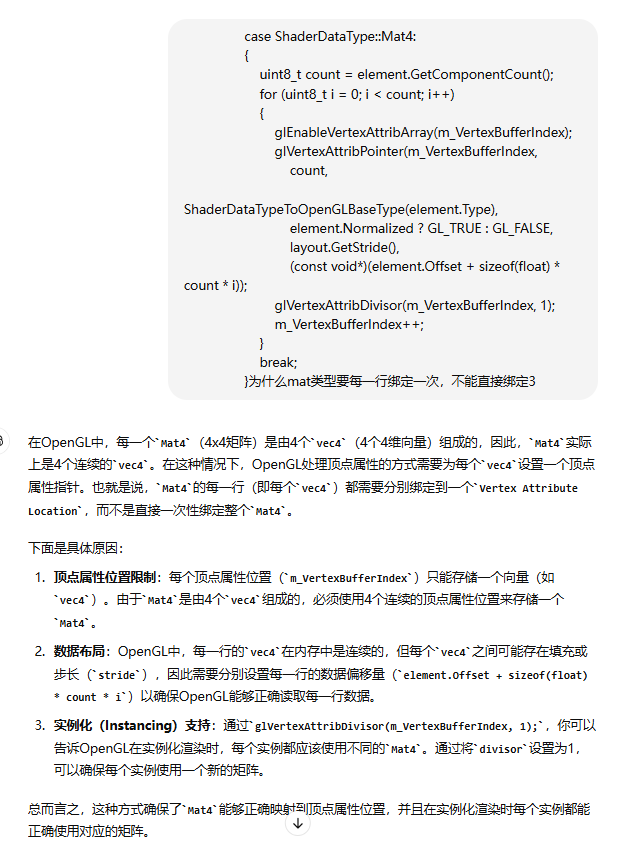 case ShaderDataType::Mat4:
{
uint8_t count = element.GetComponentCount();
for (uint8_t i = 0; i < count; i++)
{
glEnableVertexAttribArray(m_VertexBufferIndex);
glVertexAttribPointer(m_VertexBufferIndex,
count,
ShaderDataTypeToOpenGLBaseType(element.Type),
element.Normalized ? GL_TRUE : GL_FALSE,
layout.GetStride(),
(const void*)(element.Offset + sizeof(float) *
count * i));
glVertexAttribDivisor(m_VertexBufferIndex, 1);
m_VertexBufferIndex++;
}
break;
}为什么mat类型要每一行绑定一次，不能直接绑定3
在OpenGL中，每一个`Mat4`（4x4矩阵）是由4个`vec4`（4个4维向量）组成的，因此，`Mat4`实际
上是4个连续的`vec4`。在这种情况下，OpenGL处理顶点属性的方式需要为每个`vec4`设置一个顶点
属性指针。也就是说，`Mat4`的每一行（即每个`vec4`）都需要分别绑定到一个`Vertex Attribute
Location`，而不是直接一次性绑定整个`Mat4`。
下面是具体原因：
1. 顶点属性位置限制：每个顶点属性位置（`m_VertexBufferIndex`）只能存储一个向量（如
`vec4`）。由于`Mat4`是由4个`vec4`组成的，必须使用4个连续的顶点属性位置来存储一个
`Mat4`。
2. 数据布局：OpenGL中，每一行的`vec4`在内存中是连续的，但每个`vec4`之间可能存在填充或
步长（`stride`），因此需要分别设置每一行的数据偏移量（`element.Offset + sizeof(float)
* count * i`）以确保OpenGL能够正确读取每一行数据。
3. 实例化（Instancing）支持：通过`glVertexAttribDivisor(m_VertexBufferIndex, 1);`，你可以
告诉OpenGL在实例化渲染时，每个实例都应该使用不同的`Mat4`。通过将`divisor`设置为1，
可以确保每个实例使用一个新的矩阵。
总而言之，这种方式确保了`Mat4`能够正确映射到顶点属性位置，并且在实例化渲染时每个实例都能
正确使用对应的矩阵。